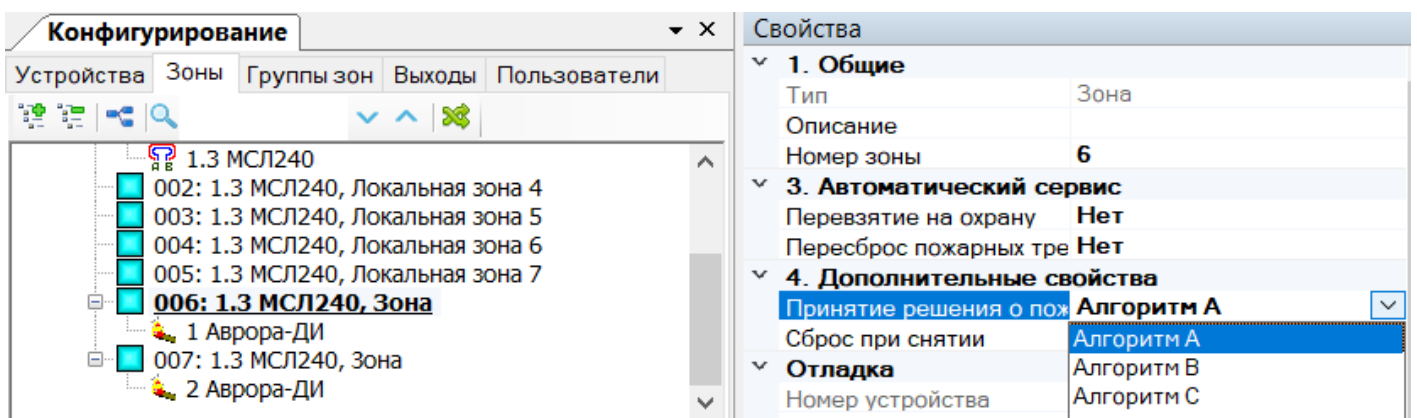 Конфигурирование
Устройства Зоны Группы зон Выходы Пользователи
1.3 МСЛ240
002: 1.3 МСЛ240, Локальная зона 4
003: 1.3 МСЛ240, Локальная зона 5
004: 1.3 МСЛ240, Локальная зона 6
005: 1.3 МСЛ240, Локальная зона 7
006: 1.3 МСЛ240, Зона
1 Аврора-ДИ
007: 1.3 МСЛ240, Зона
2 Аврора-ДИ
Свойства
1. Общие
Тип Зона
Описание
Номер зоны 6
3. Автоматический сервис
Перевзятие на охрану Нет
Пересброс пожарных тре Нет
4. Дополнительные свойства
Принятие решения о пож Алгоритм A
Сброс при снятии Алгоритм A
Отладка Алгоритм B
Номер устройства Алгоритм C